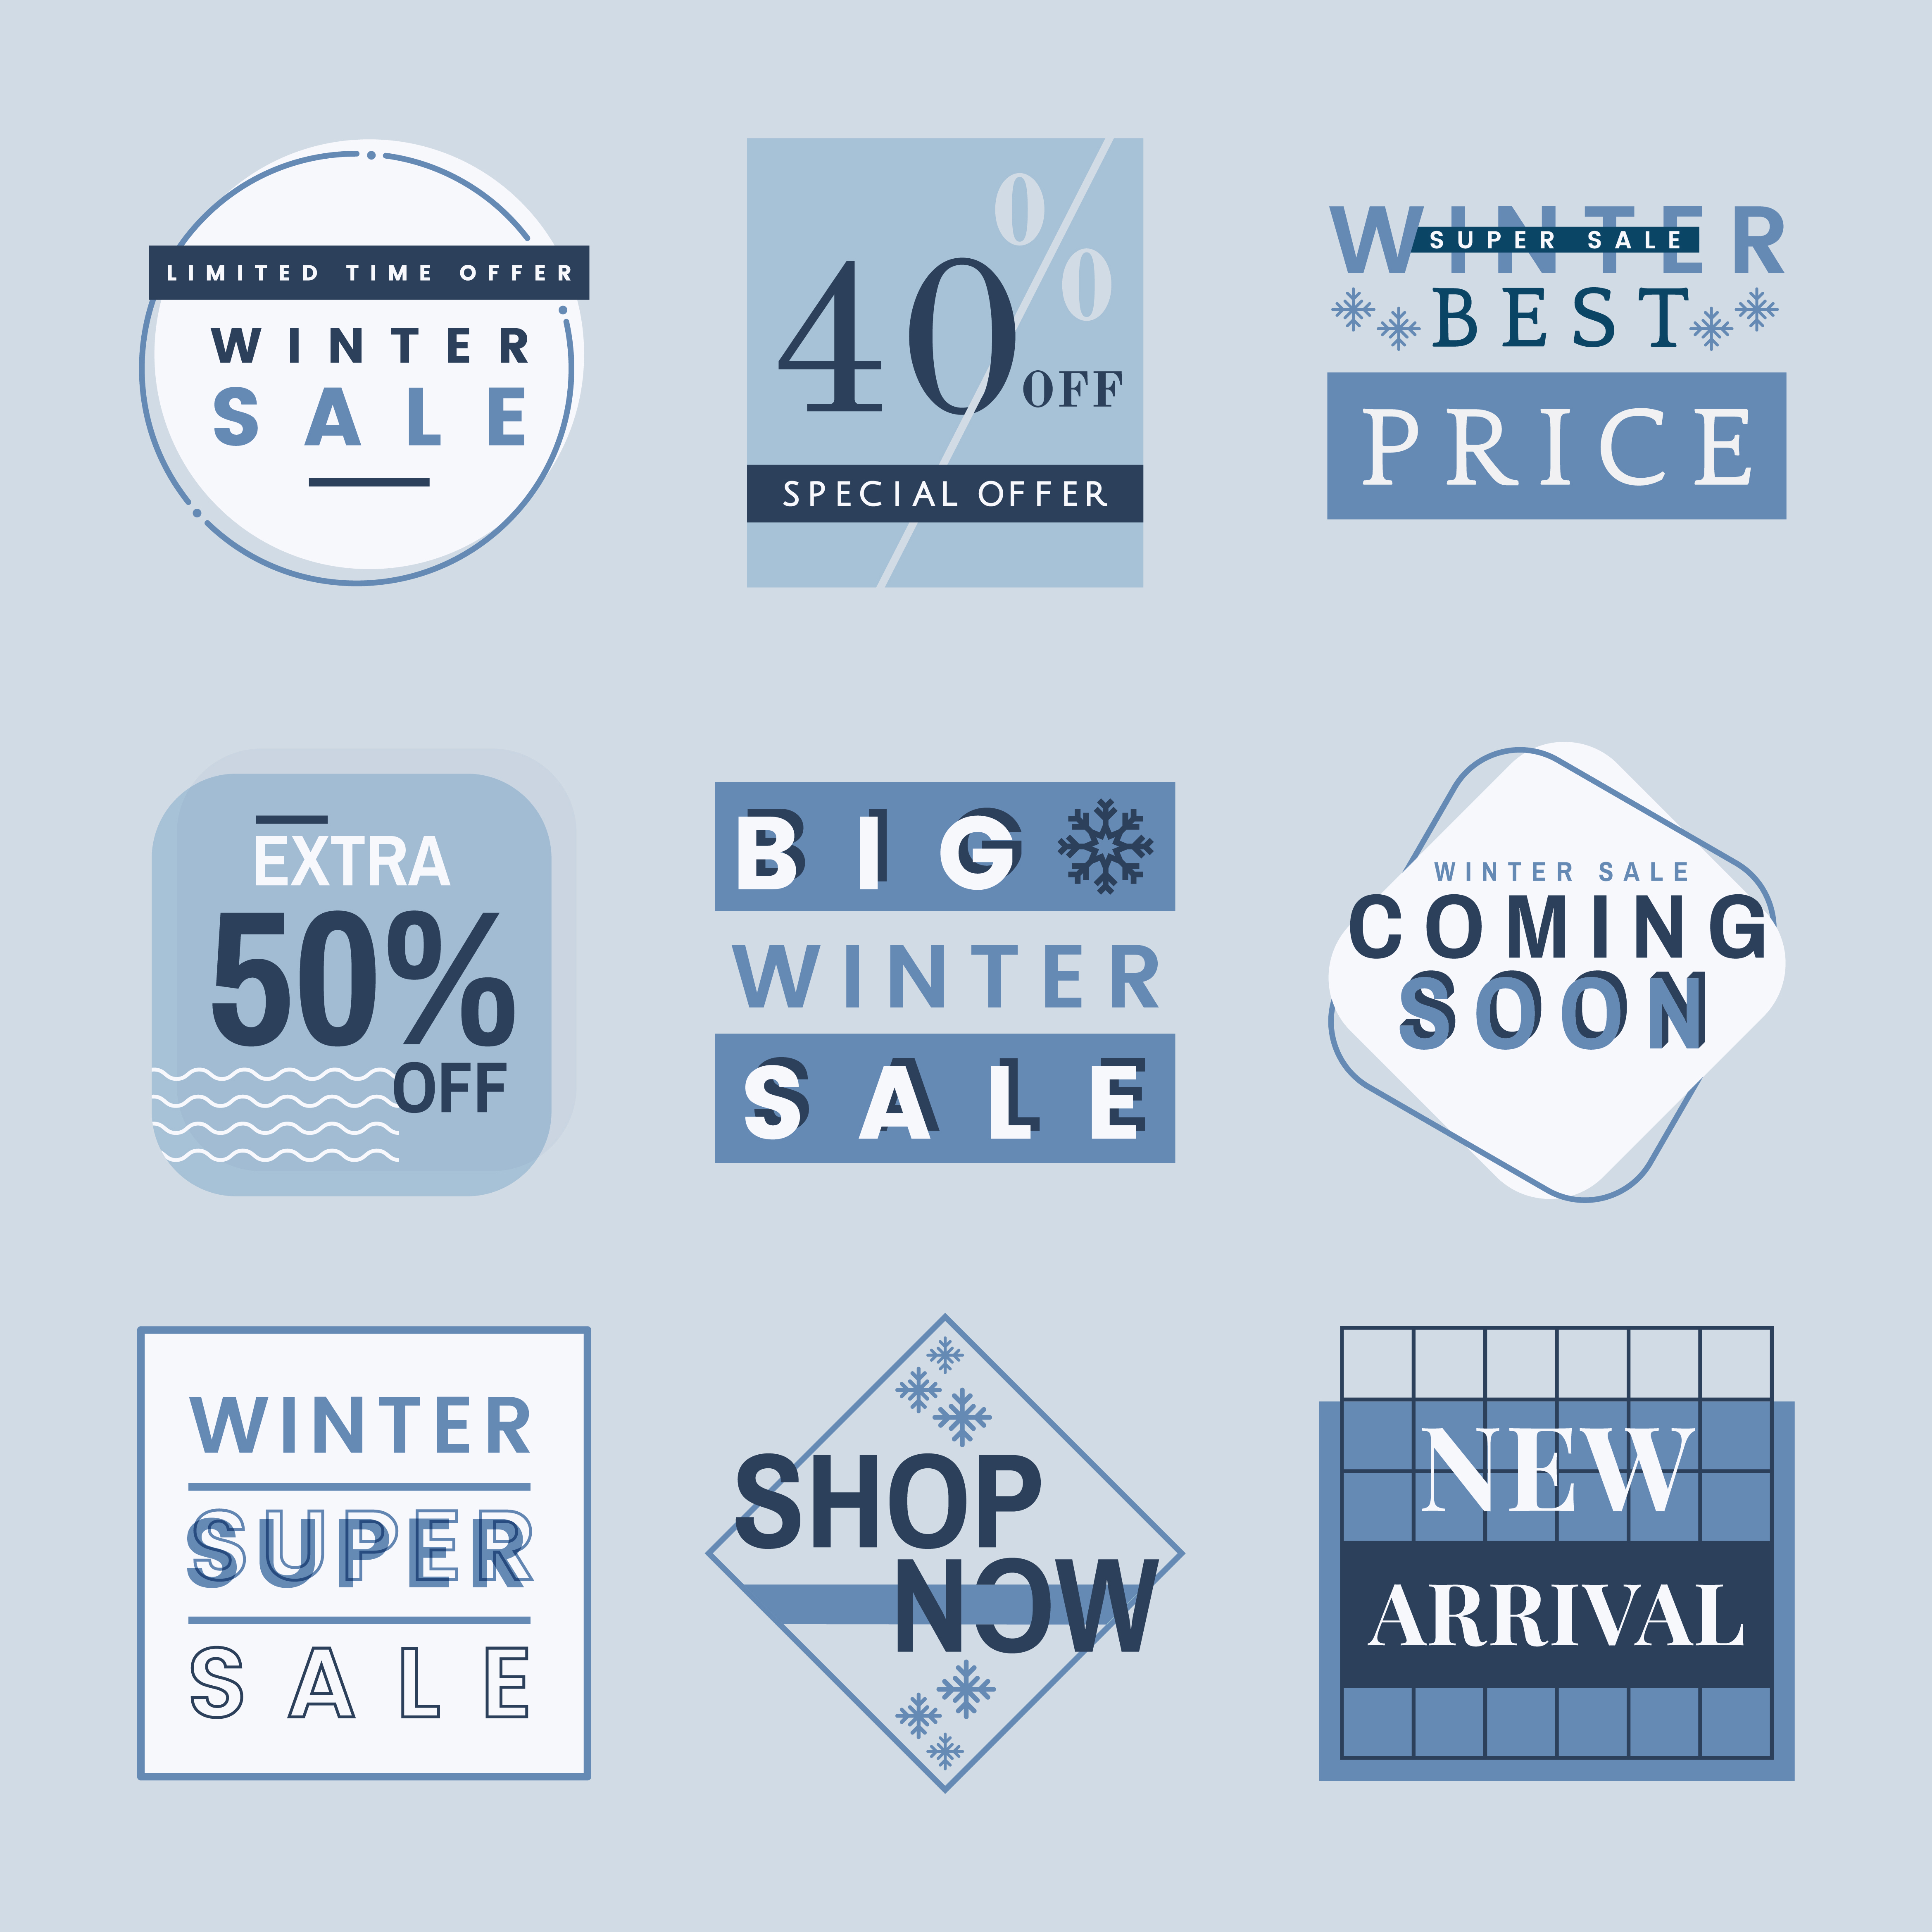 LIMITED TIME OFFER
WINTER
SALE
40%
OFF
SPECIAL OFFER
WINTER
SUPER SALE
BEST
PRICE
EXTRA
50%
OFF
BIG
WINTER
SALE
WINTER SALE
COMING
SOON
WINTER
SUPER
SALE
SHOP
NOW
NEW
ARRIVAL